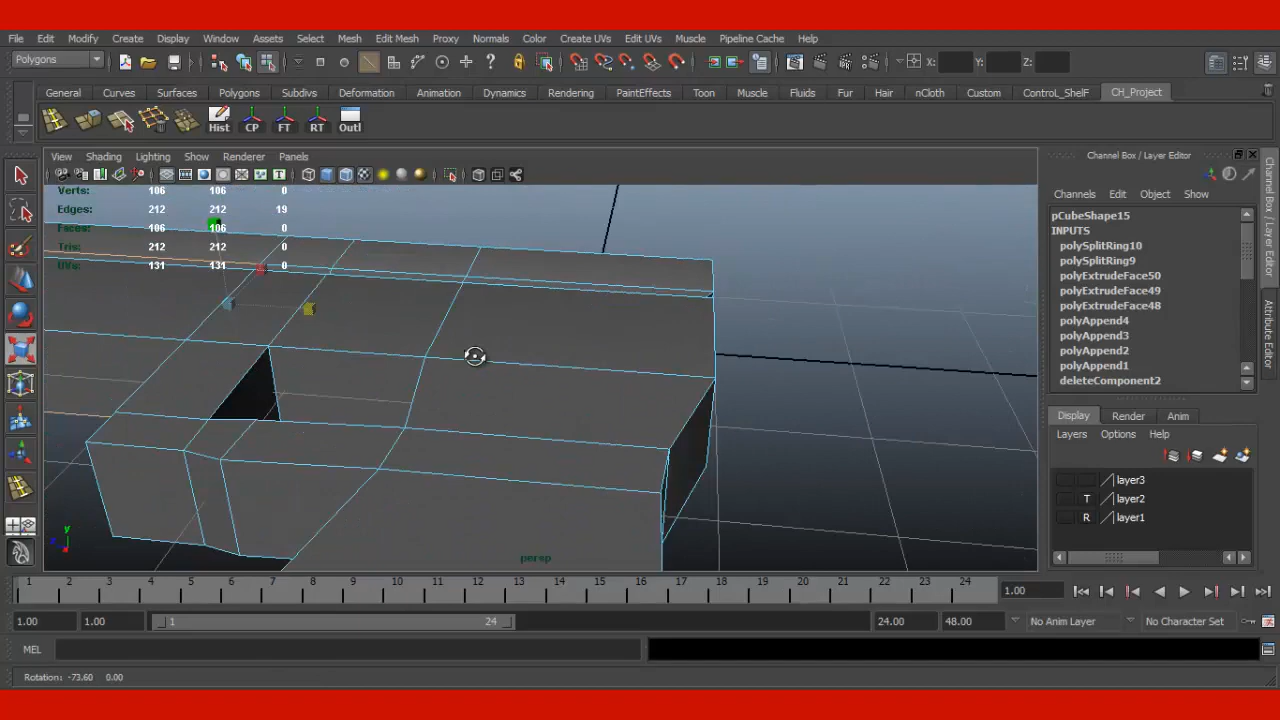 File Edit Modify Create Display Window Assets Select Mesh Edit Mesh Proxy Normals Color Create UVs Edit UVs Muscle Pipeline Cache Help
Polygons X: Y: Z:
General Curves Surfaces Polygons Subdivs Deformation Animation Dynamics Rendering PaintEffects Toon Muscle Fluids Fur Hair nCloth Custom ControL_ShelF CH_Project
Hist CP FT RT Outl
View Shading Lighting Show Renderer Panels
Channel Box / Layer Editor
Channels Edit Object Show
Verts: 106 106 0
Edges: 212 212 19
Faces: 106 106 0
Tris: 212 212 0
UVs: 131 131 0
pCubeShape15
INPUTS
polySplitRing10
polySplitRing9
polyExtrudeFace50
polyExtrudeFace49
polyExtrudeFace48
polyAppend4
polyAppend3
polyAppend2
polyAppend1
deleteComponent2
Channel Box / Layer Editor
Attribute Editor
Display Render Anim
Layers Options Help
layer3
T layer2
R layer1
y
z x
persp
1 2 3 4 5 6 7 8 9 10 11 12 13 14 15 16 17 18 19 20 21 22 23 24 1.00
1.00 1.00 1 24 24.00 48.00 No Anim Layer No Character Set
MEL
Rotation: -73.60 0.00